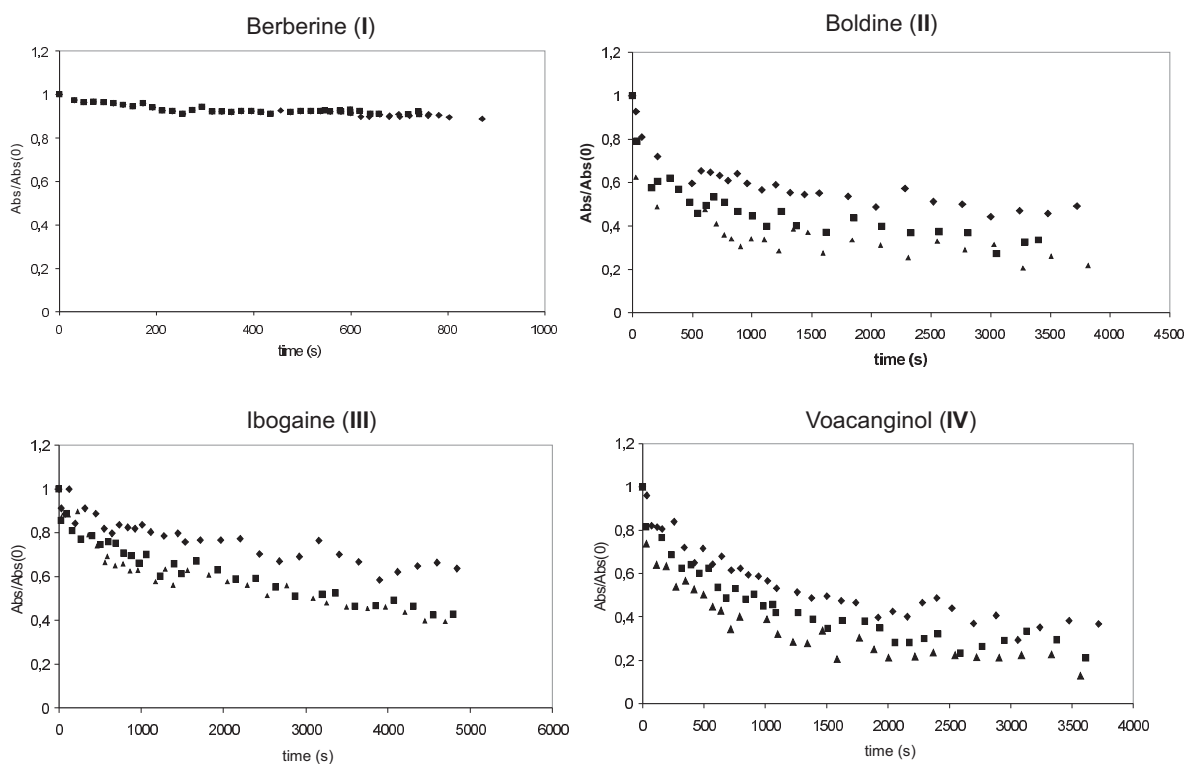 Berberine (I)
1,2
1
0,8
0,6
0,4
0,2
0
Abs/Abs(0)
0 200 400 600 800 1000
time (s)
Boldine (II)
1,2
1
0,8
0,6
0,4
0,2
0
Abs/Abs(0)
0 500 1000 1500 2000 2500 3000 3500 4000 4500
time (s)
Ibogaine (III)
1,2
1
0,8
0,6
0,4
0,2
0
Abs/Abs(0)
0 1000 2000 3000 4000 5000 6000
time (s)
Voacanginol (IV)
1,2
1
0,8
0,6
0,4
0,2
0
Abs/Abs(0)
0 500 1000 1500 2000 2500 3000 3500 4000
time (s)